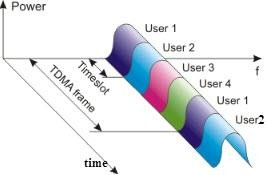 Power
User 1
User 2
User 3
User 4
User 1
User2
f
Timeslot
TDMA frame
time